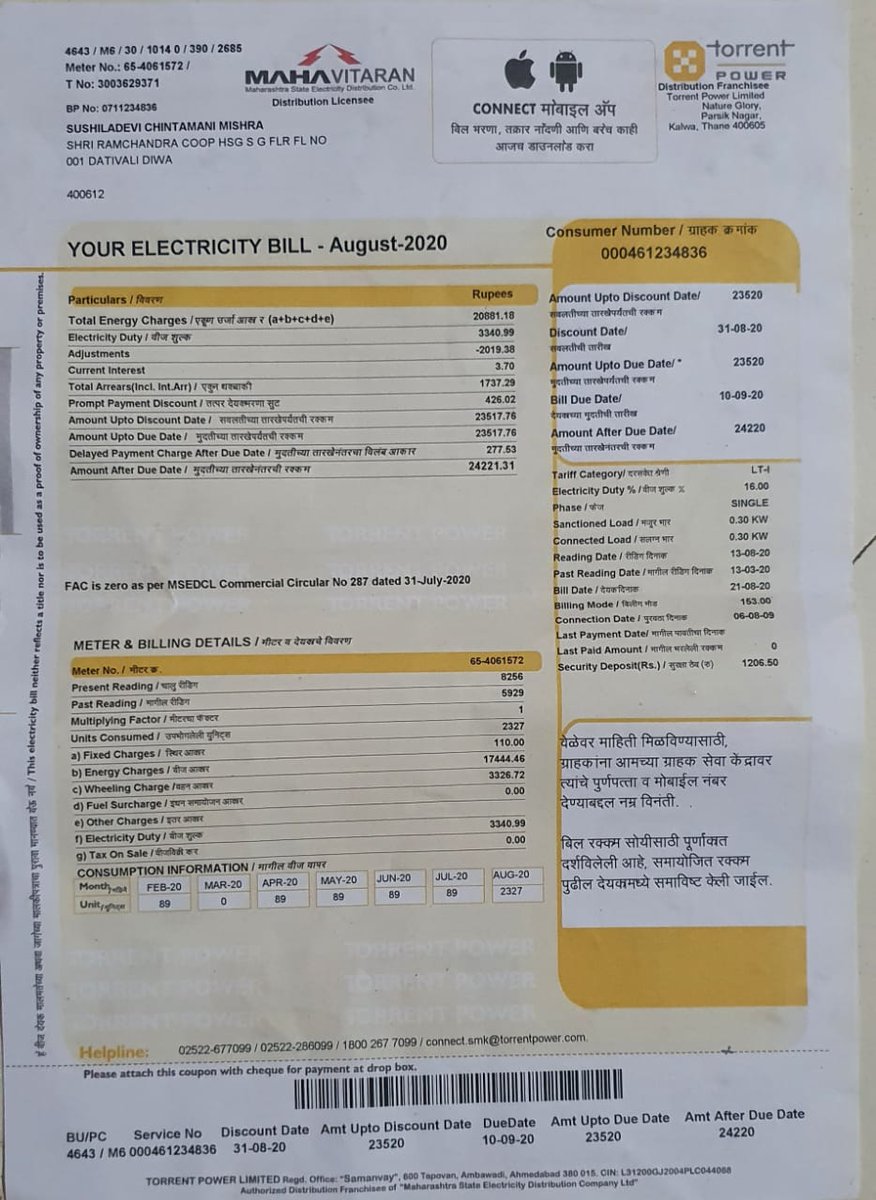 4643 / M6 / 30 / 1014 0 / 390 / 2685
Meter No.: 65-4061572 /
T No: 3003629371
BP No: 0711234836
SUSHILADEVI CHINTAMANI MISHRA
SHRI RAMCHANDRA COOP HSG S G FLR FL NO
001 DATIVALI DIWA
400612
MAHAVITARAN
Maharashtra State Electricity Distribution Co. Ltd.
Distribution Licensee
CONNECT मोबाइल अ‍ॅप
बिल भरणा, तक्रार नोंदणी आणि बरेच काही
आजच डाउनलोड करा
torrent
POWER
Distribution Franchisee
Torrent Power Limited
Nature Glory,
Parsik Nagar,
Kalwa, Thane 400605
YOUR ELECTRICITY BILL - August-2020
Consumer Number / ग्राहक क्रमांक
000461234836
Particulars / विवरण Rupees
Total Energy Charges / एकूण उर्जा आकार (a+b+c+d+e) 20881.18
Electricity Duty / वीज शुल्क 3340.99
Adjustments -2019.38
Current Interest 3.70
Total Arrears(Incl. Int.Arr) / एकुन थक्बाकी 1737.29
Prompt Payment Discount / तत्पर देयकभरणा सुट 426.02
Amount Upto Discount Date / सवलतीच्या तारखेपर्यंतची रक्कम 23517.76
Amount Upto Due Date / मुदतीच्या तारखेपर्यंतची रक्कम 23517.76
Delayed Payment Charge After Due Date / मुदतीच्या तारखेनंतरचा विलंब आकार 277.53
Amount After Due Date / मुदतीच्या तारखेनंतरची रक्कम 24221.31
Amount Upto Discount Date/ 23520
सवलतीच्या तारखेपर्यंतची रक्कम
Discount Date/ 31-08-20
सवलतीची तारीख
Amount Upto Due Date/ * 23520
मुदतीच्या तारखेपर्यंतची रक्कम
Bill Due Date/ 10-09-20
देयकाच्या मुदतीची तारीख
Amount After Due Date/ 24220
मुदतीच्या तारखेनंतरची रक्कम
Tariff Category/ दरसंकेत श्रेणी LT-I
Electricity Duty % / वीज शुल्क % 16.00
Phase / फेज SINGLE
Sanctioned Load / मंजूर भार 0.30 KW
Connected Load / संलग्न भार 0.30 KW
Reading Date / रीडिंग दिनांक 13-08-20
Past Reading Date / मागील रीडिंग दिनांक 13-03-20
Bill Date / देयक दिनांक 21-08-20
Billing Mode / बिलींग मोड 153.00
Connection Date / पुरवठा दिनांक 06-08-09
Last Payment Date/ मागील पावतीचा दिनांक
Last Paid Amount / मागील भरलेली रक्कम 0
Security Deposit(Rs.) / सुरक्षा ठेव (रु) 1206.50
FAC is zero as per MSEDCL Commercial Circular No 287 dated 31-July-2020
METER & BILLING DETAILS / मीटर व देयकाचे विवरण
Meter No. / मीटर क्र. 65-4061572
Present Reading / चालु रीडिंग 8256
Past Reading / मागील रीडिंग 5929
Multiplying Factor / मीटरचा फॅक्टर 1
Units Consumed / उपभोगलेली युनिट्स 2327
a) Fixed Charges / स्थिर आकार 110.00
b) Energy Charges / वीज आकार 17444.46
c) Wheeling Charge / वहन आकार 3326.72
d) Fuel Surcharge / इंधन समायोजन आकार 0.00
e) Other Charges / इतर आकार
f) Electricity Duty / वीज शुल्क 3340.99
g) Tax On Sale / वीजविक्री कर 0.00
CONSUMPTION INFORMATION / मागील वीज वापर
Month/महिने FEB-20 MAR-20 APR-20 MAY-20 JUN-20 JUL-20 AUG-20
Unit/युनिट्स 89 0 89 89 89 89 2327
येळेवर माहिती मिळविण्यासाठी,
ग्राहकांना आमच्या ग्राहक सेवा केंद्रावर
त्यांचे पुर्णपत्ता व मोबाईल नंबर
देण्याबद्दल नम्र विनंती.
बिल रक्कम सोयीसाठी पूर्णांकात
दर्शविलेली आहे, समायोजित रक्कम
पुढील देयकामध्ये समाविष्ट केली जाईल.
हे वीज देयक मालमत्तेच्या अथवा जागेच्या मालकीपत्राचा पुरावा मानण्यात येऊ नये / This electricity bill neither reflects a title nor is to be used as a proof of ownership of any property or premises.
TORRENT POWER
Helpline: 02522-677099 / 02522-286099 / 1800 267 7099 / connect.smk@torrentpower.com.
Please attach this coupon with cheque for payment at drop box.
BU/PC Service No Discount Date Amt Upto Discount Date DueDate Amt Upto Due Date Amt After Due Date
4643 / M6 000461234836 31-08-20 23520 10-09-20 23520 24220
TORRENT POWER LIMITED Regd. Office: "Samanvay", 600 Tapovan, Ambawadi, Ahmedabad 380 015. CIN: L31200GJ2004PLC044068
Authorized Distribution Franchisee of "Maharashtra State Electricity Distribution Company Ltd"